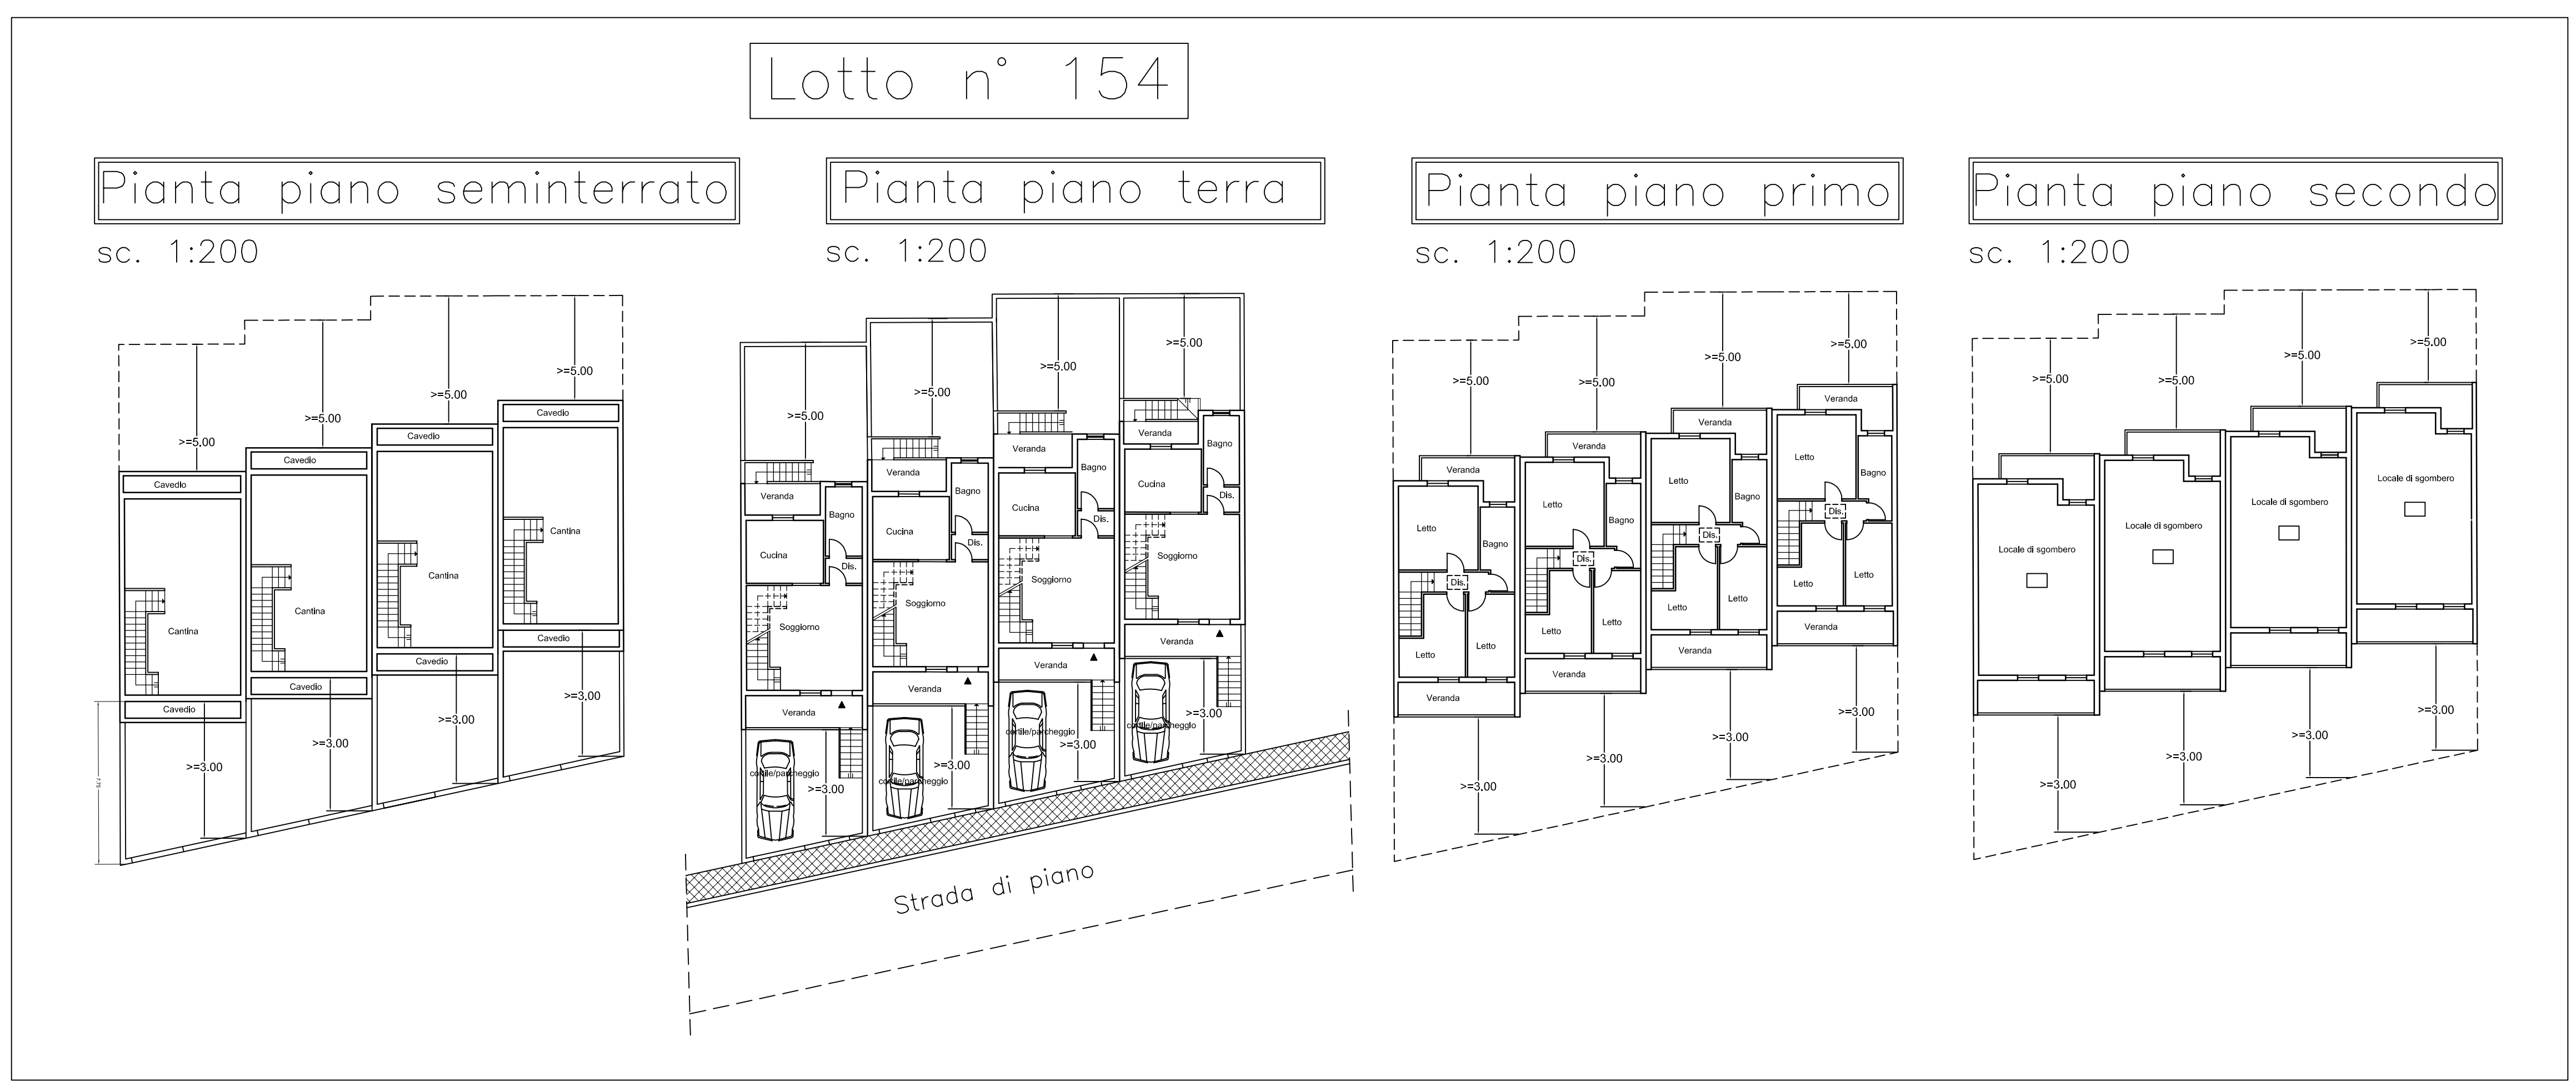 Lotto n° 154
Pianta piano seminterrato
sc. 1:200
>=5.00
>=5.00
>=5.00
>=5.00
Cavedio
Cavedio
Cavedio
Cavedio
Cantina
Cantina
Cantina
Cantina
Cavedio
Cavedio
Cavedio
Cavedio
>=3.00
>=3.00
>=3.00
>=3.00
7.75
Pianta piano terra
sc. 1:200
>=5.00
>=5.00
>=5.00
>=5.00
Veranda
Bagno
Cucina
Dis.
Soggiorno
Veranda
cortile/parcheggio
>=3.00
Veranda
Bagno
Cucina
Dis.
Soggiorno
Veranda
cortile/parcheggio
>=3.00
Veranda
Bagno
Cucina
Dis.
Soggiorno
Veranda
cortile/parcheggio
>=3.00
Veranda
Bagno
Cucina
Dis.
Soggiorno
Veranda
cortile/parcheggio
>=3.00
Strada di piano
Pianta piano primo
sc. 1:200
>=5.00
>=5.00
>=5.00
>=5.00
Veranda
Letto
Bagno
Dis.
Letto
Letto
Veranda
>=3.00
Veranda
Letto
Bagno
Dis.
Letto
Letto
Veranda
>=3.00
Veranda
Letto
Bagno
Dis.
Letto
Letto
Veranda
>=3.00
Veranda
Letto
Bagno
Dis.
Letto
Letto
Veranda
>=3.00
Pianta piano secondo
sc. 1:200
>=5.00
>=5.00
>=5.00
>=5.00
Locale di sgombero
Locale di sgombero
Locale di sgombero
Locale di sgombero
>=3.00
>=3.00
>=3.00
>=3.00